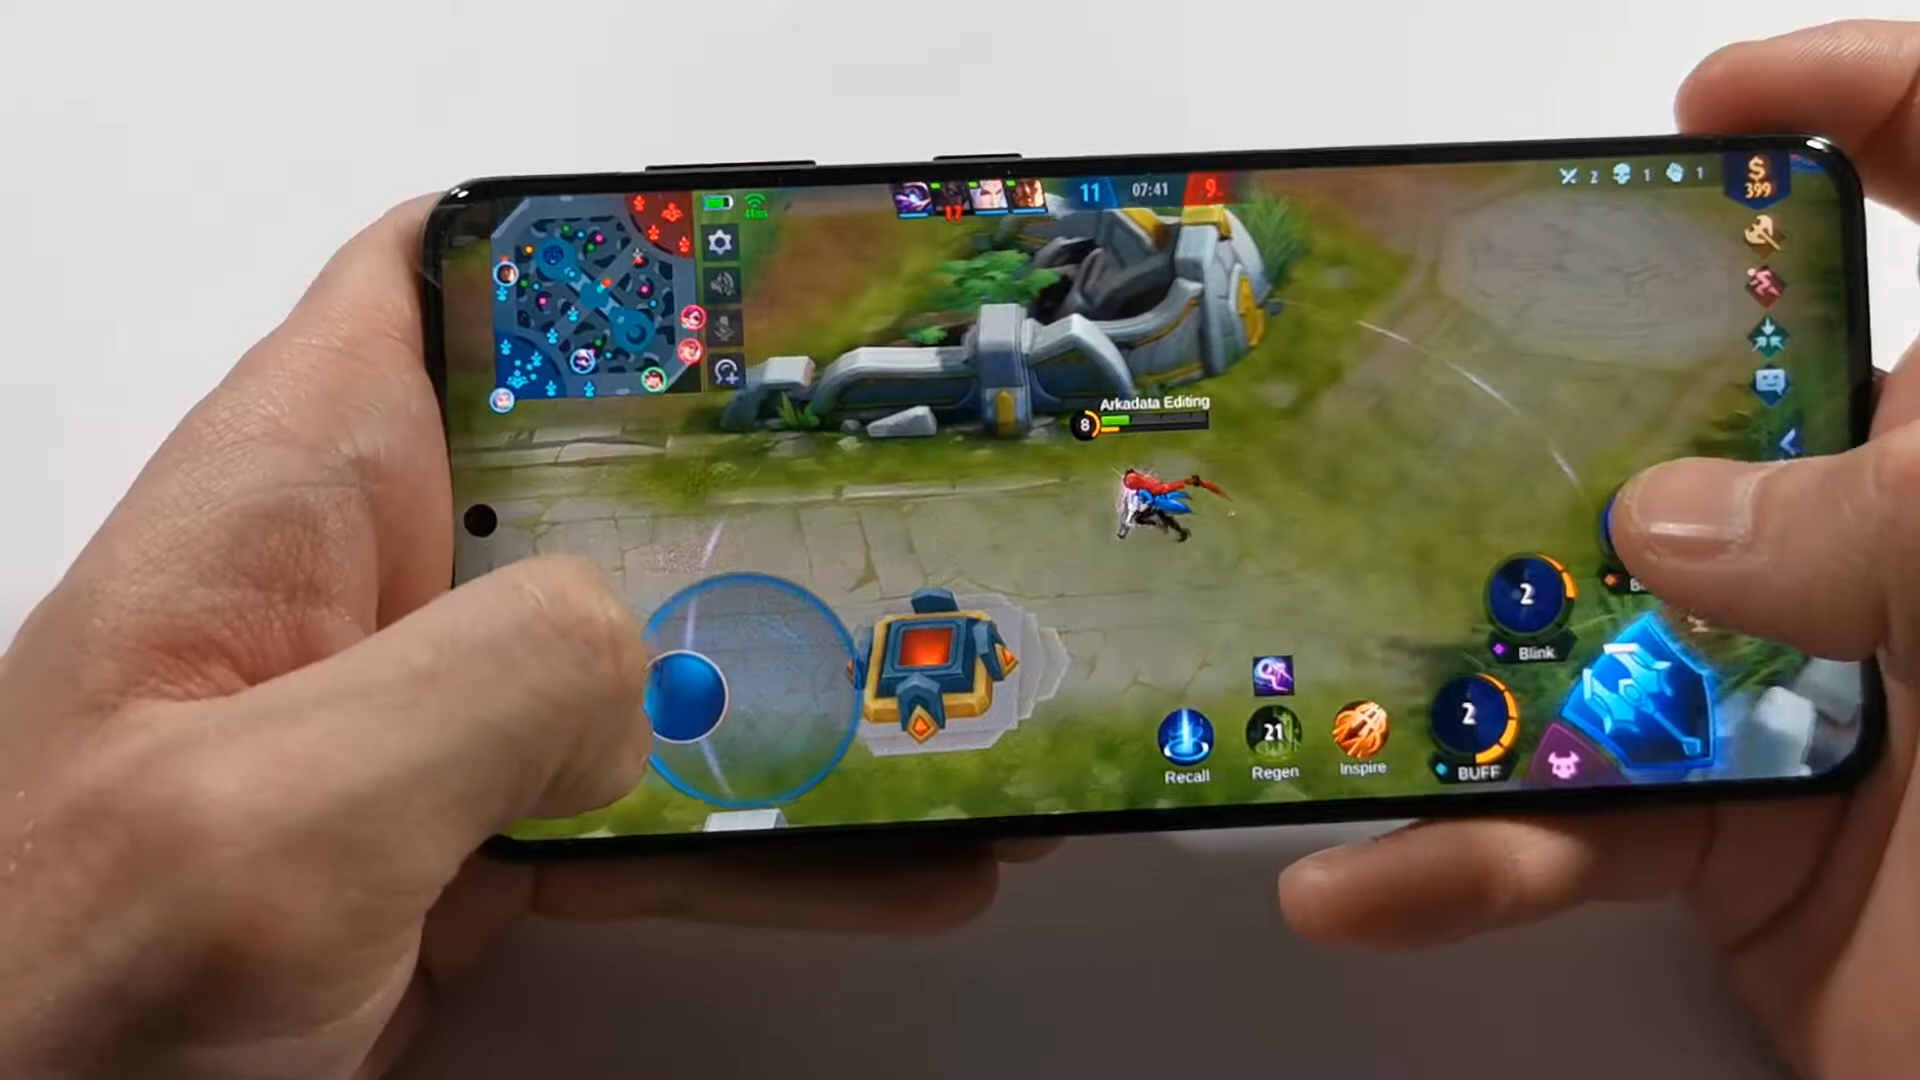 11 07:41 9
2 1 1
$
399
17
Arkadata Editing
8
2
Blink
2
BUFF
21
Recall
Regen
Inspire